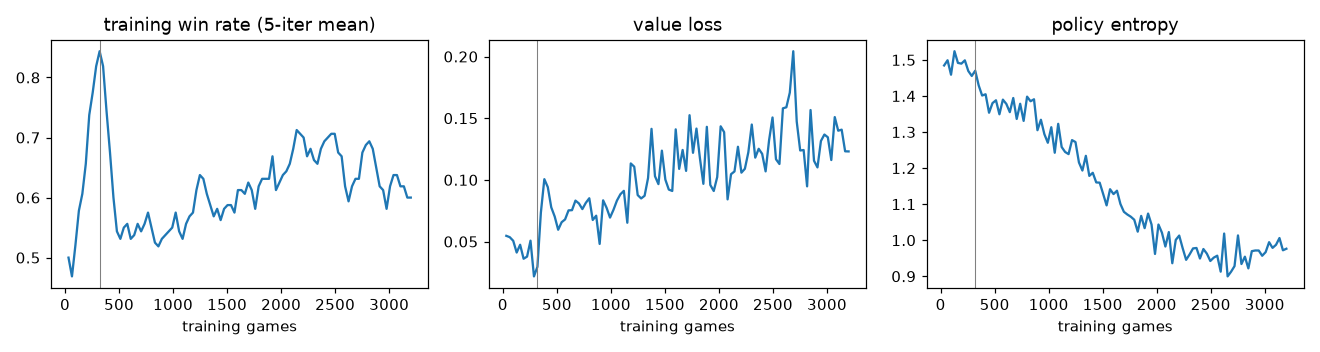 training win rate (5-iter mean)
0.8
0.7
0.6
0.5
0 500 1000 1500 2000 2500 3000
training games
value loss
0.20
0.15
0.10
0.05
0 500 1000 1500 2000 2500 3000
training games
policy entropy
1.5
1.4
1.3
1.2
1.1
1.0
0.9
0 500 1000 1500 2000 2500 3000
training games